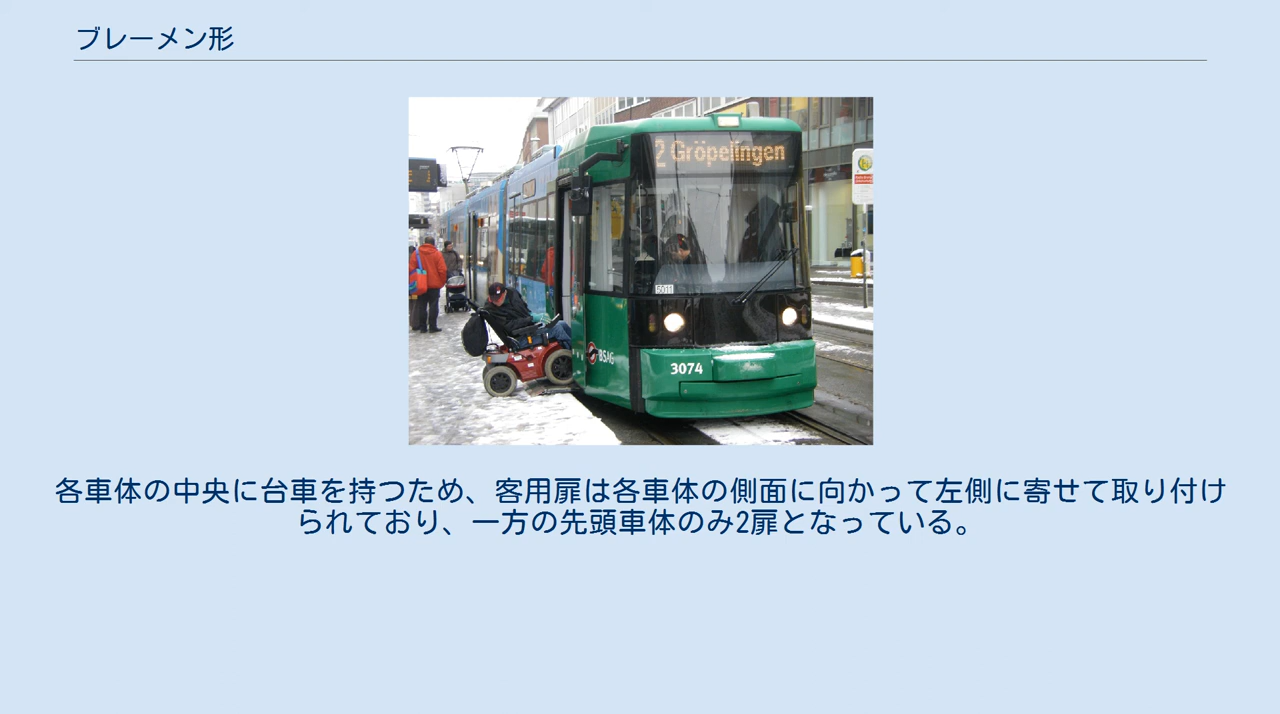 ブレーメン形
2 Gröpelingen
5011
BSAG
3074
各車体の中央に台車を持つため、客用扉は各車体の側面に向かって左側に寄せて取り付け
られており、一方の先頭車体のみ2扉となっている。